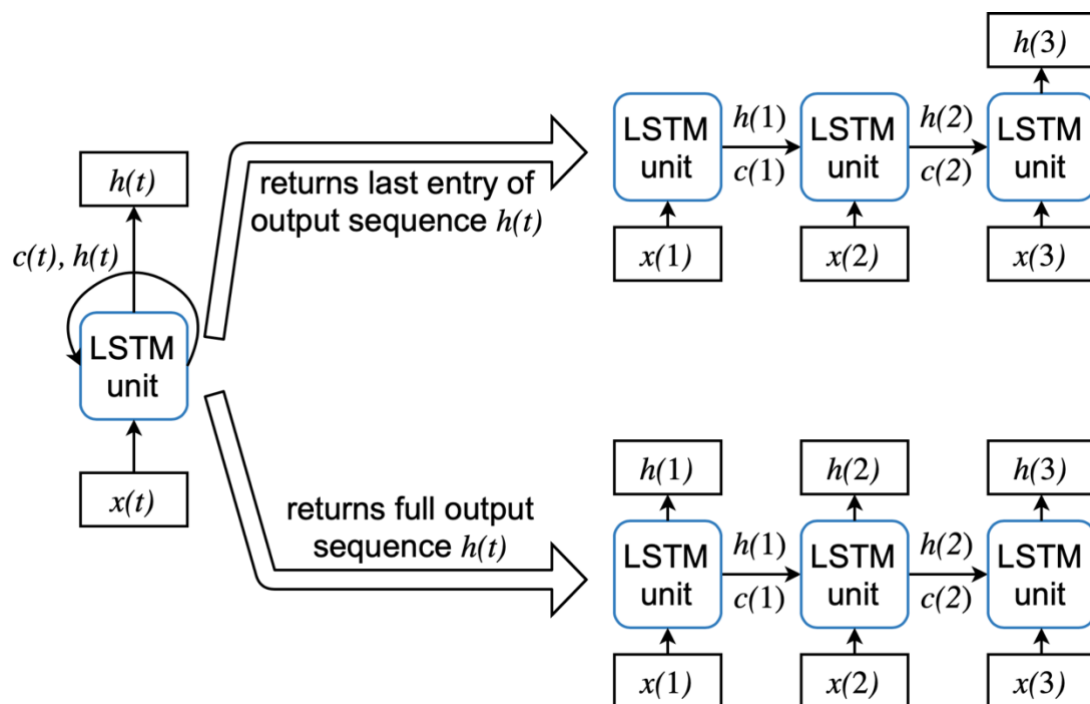 h(t)
c(t), h(t)
LSTM
unit
x(t)
returns last entry of
output sequence h(t)
h(3)
LSTM
unit
h(1)
c(1)
LSTM
unit
h(2)
c(2)
LSTM
unit
x(1)
x(2)
x(3)
returns full output
sequence h(t)
h(1)
h(2)
h(3)
LSTM
unit
h(1)
c(1)
LSTM
unit
h(2)
c(2)
LSTM
unit
x(1)
x(2)
x(3)